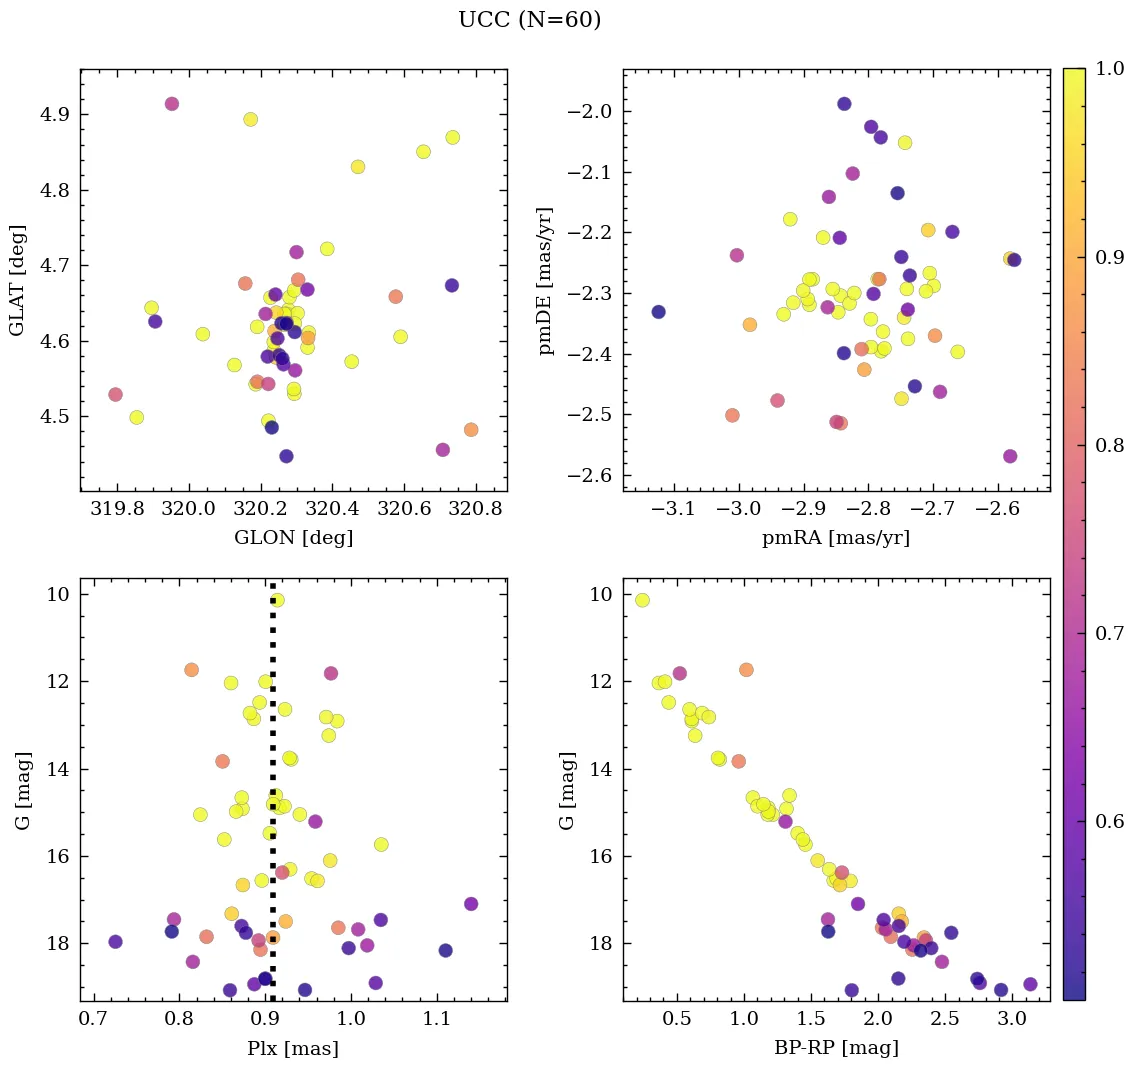 UCC (N=60)
4.9
4.8
4.7
4.6
4.5
GLAT [deg]
319.8 320.0 320.2 320.4 320.6 320.8
GLON [deg]
−2.0
−2.1
−2.2
−2.3
−2.4
−2.5
−2.6
pmDE [mas/yr]
−3.1 −3.0 −2.9 −2.8 −2.7 −2.6
pmRA [mas/yr]
1.0
0.9
0.8
0.7
0.6
10
12
14
16
18
G [mag]
0.7 0.8 0.9 1.0 1.1
Plx [mas]
10
12
14
16
18
G [mag]
0.5 1.0 1.5 2.0 2.5 3.0
BP-RP [mag]